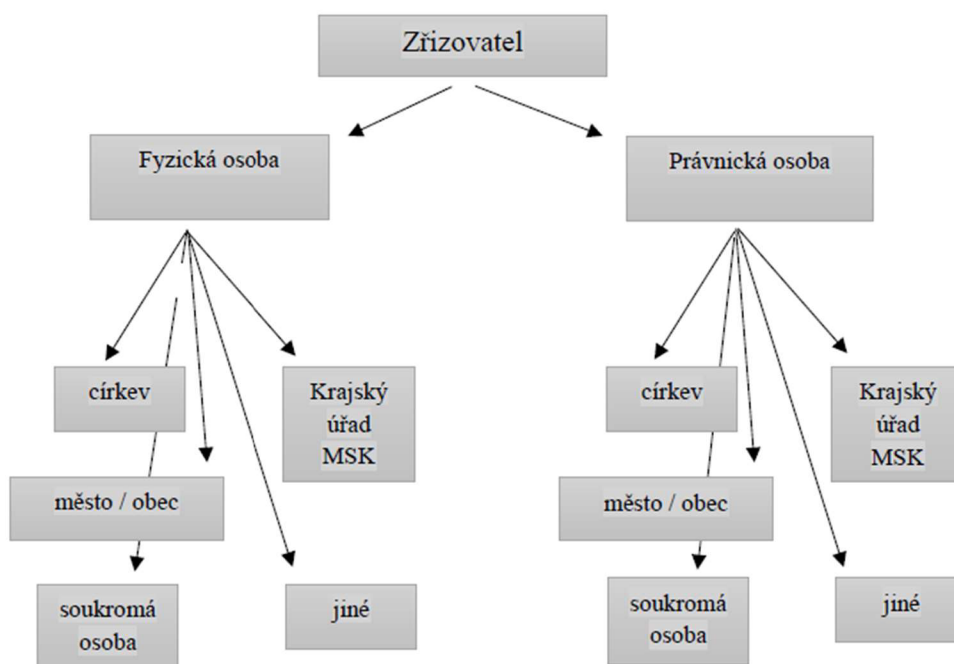 Zřizovatel
Fyzická osoba
Právnická osoba
církev
Krajský
úřad
MSK
církev
Krajský
úřad
MSK
město / obec
město / obec
soukromá
osoba
jiné
soukromá
osoba
jiné